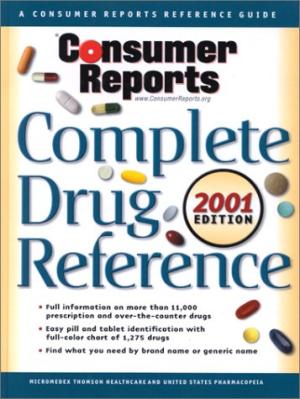 A CONSUMER REPORTS REFERENCE GUIDE
Consumer
Reports
www.ConsumerReports.org
Complete
Drug
2001
EDITION
Reference
• Full information on more than 11,000
prescription and over-the-counter drugs
• Easy pill and tablet identification with
full-color chart of 1,275 drugs
• Find what you need by brand name or generic name
MICROMEDEX THOMSON HEALTHCARE AND UNITED STATES PHARMACOPEIA